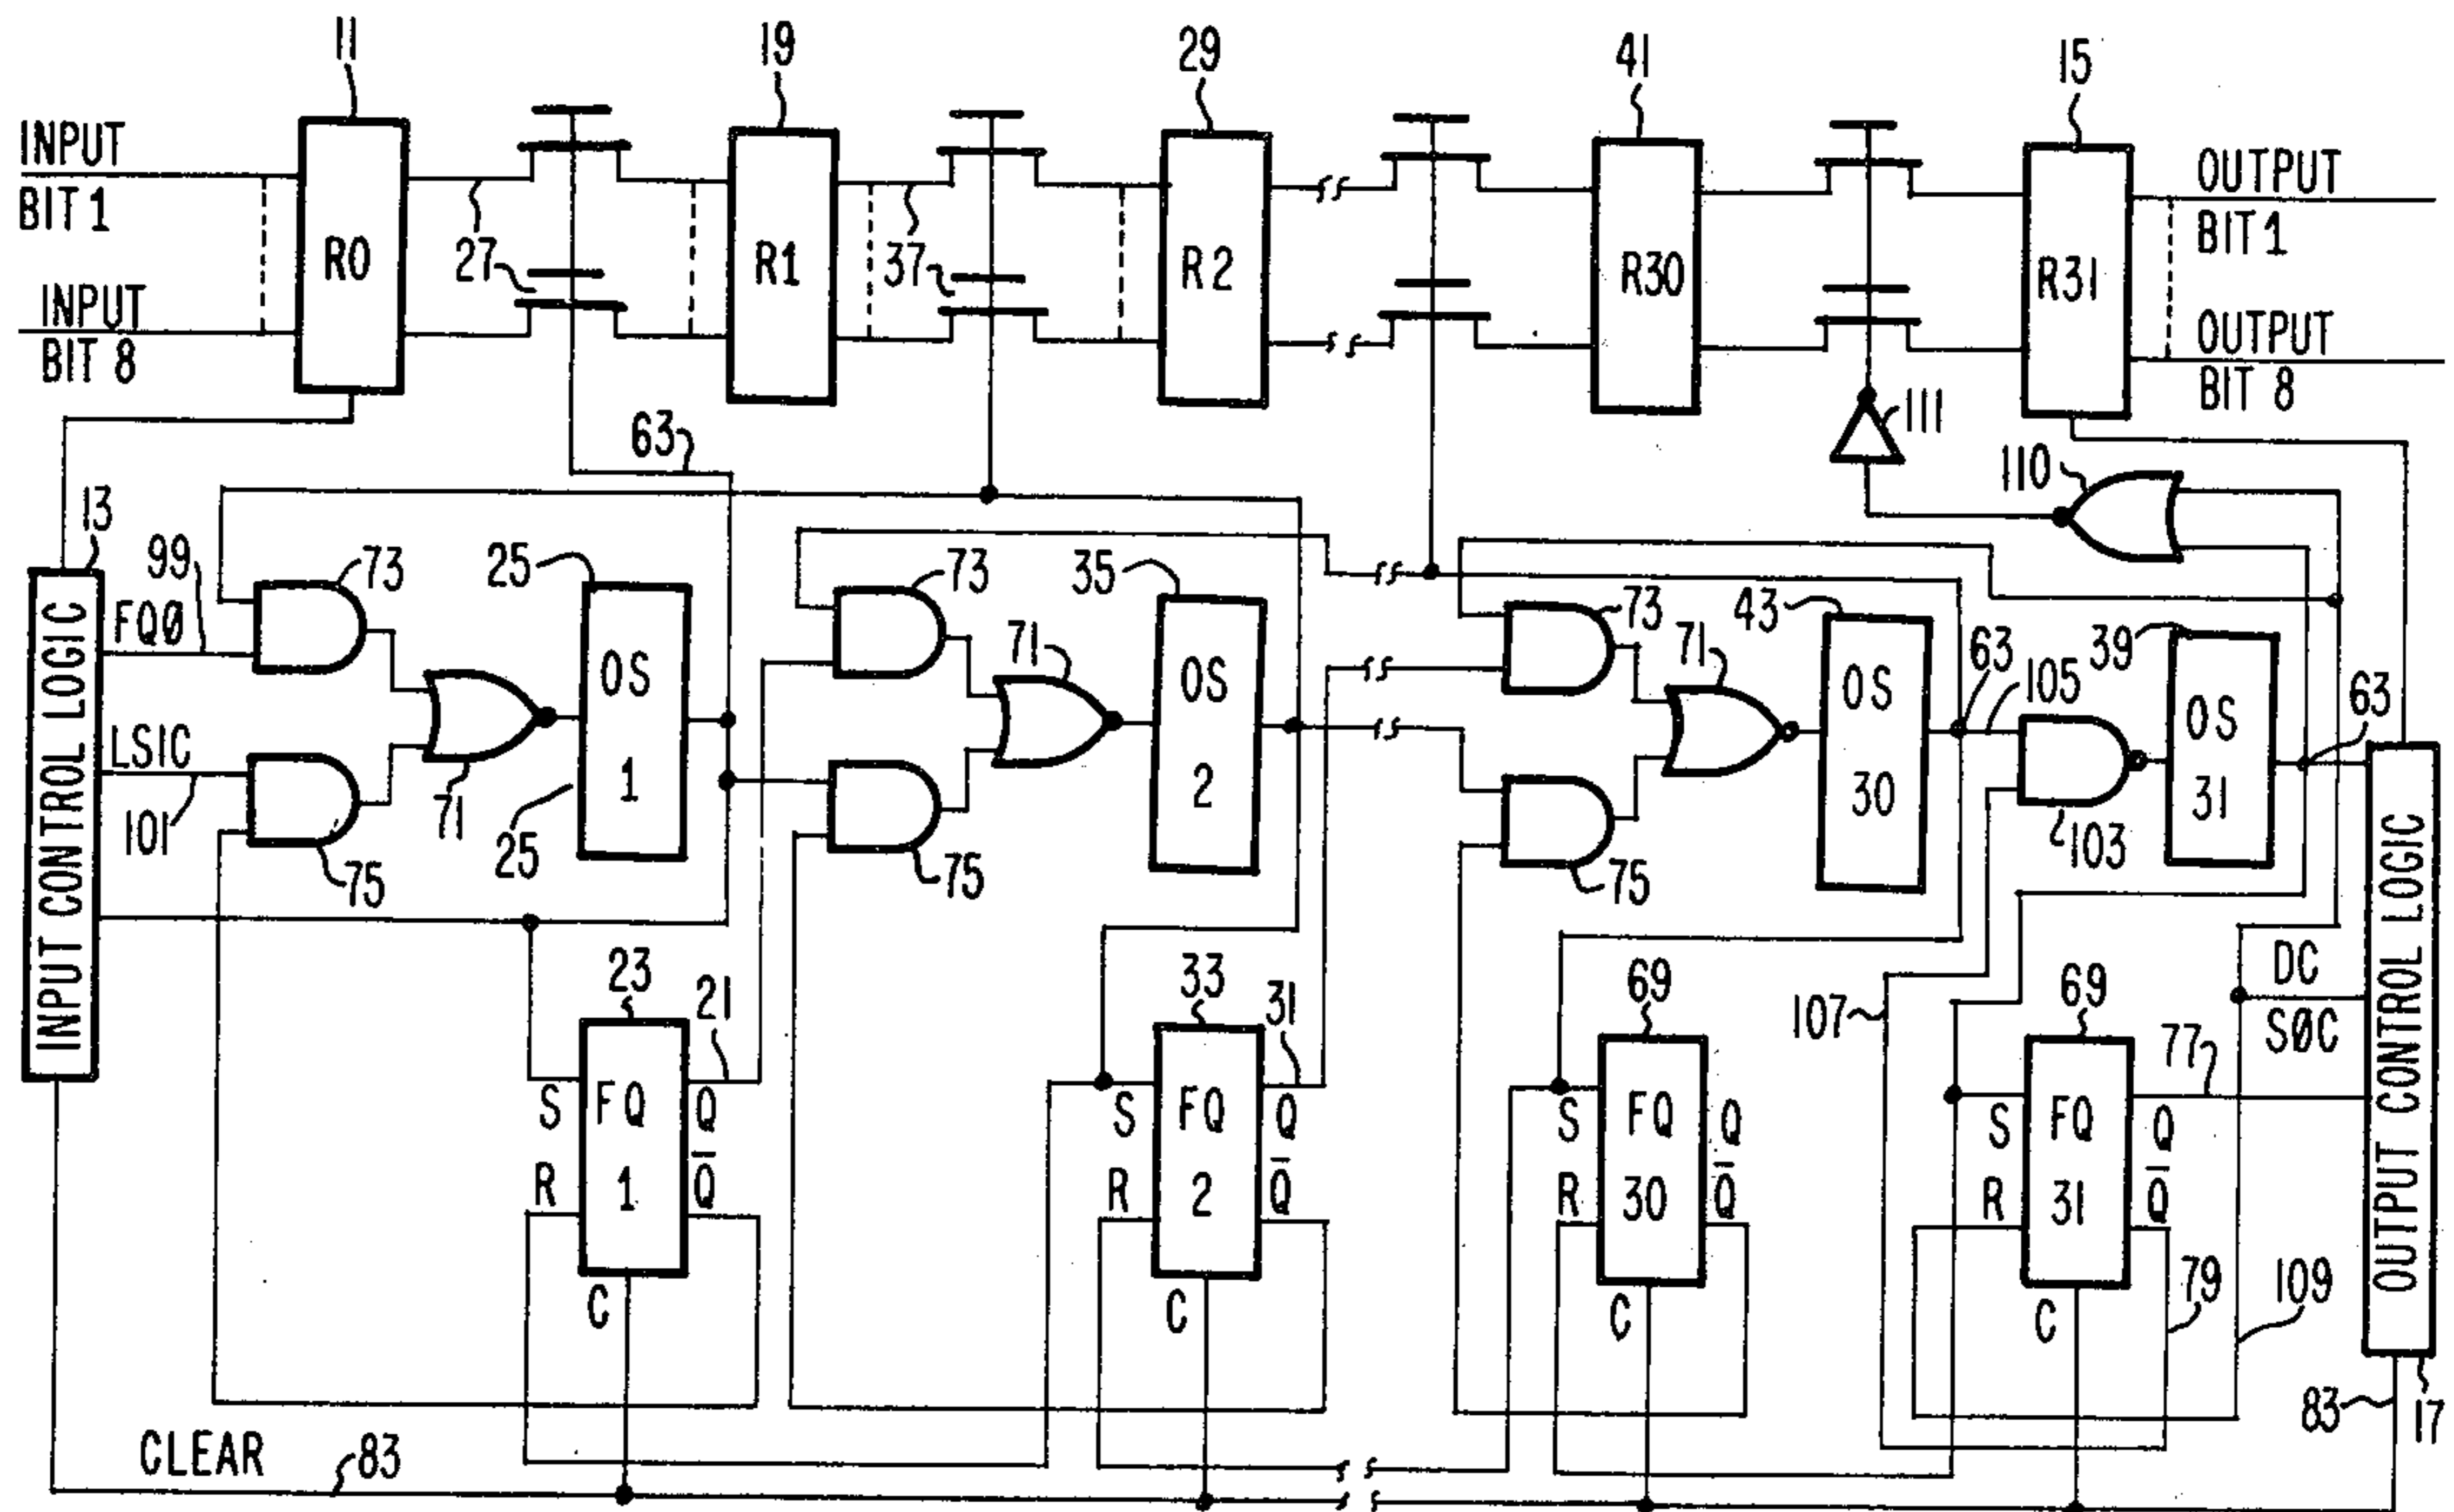 11
19
29
41
15
INPUT
BIT 1
INPUT
BIT 8
R0
27
R1
37
R2
R30
R31
OUTPUT
BIT 1
OUTPUT
BIT 8
63
111
110
13
99
73
25
73
35
73
43
39
FQØ
71
71
63
105
63
OS
1
OS
2
OS
30
OS
31
LSIC
101
71
75
25
75
75
103
INPUT CONTROL LOGIC
OUTPUT CONTROL LOGIC
23
21
33
31
69
107
69
DC
SØC
77
S
FQ
1
Q
R
Q̅
C
S
FQ
2
Q
R
Q̅
C
S
FQ
30
Q
R
Q̅
C
S
FQ
31
Q
R
Q̅
C
79
109
83
17
CLEAR
83